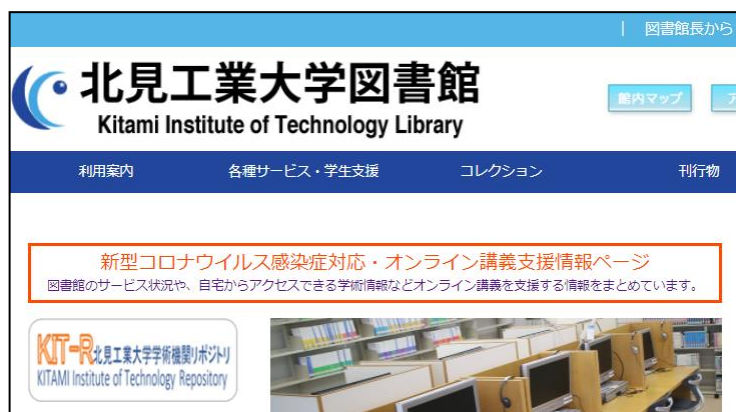 ｜ 図書館長から
北見工業大学図書館
Kitami Institute of Technology Library
館内マップ
ア
利用案内 各種サービス・学生支援 コレクション 刊行物
新型コロナウイルス感染症対応・オンライン講義支援情報ページ
図書館のサービス状況や、自宅からアクセスできる学術情報などオンライン講義を支援する情報をまとめています。
KIT-R北見工業大学学術機関リポジトリ
KITAMI Institute of Technology Repository